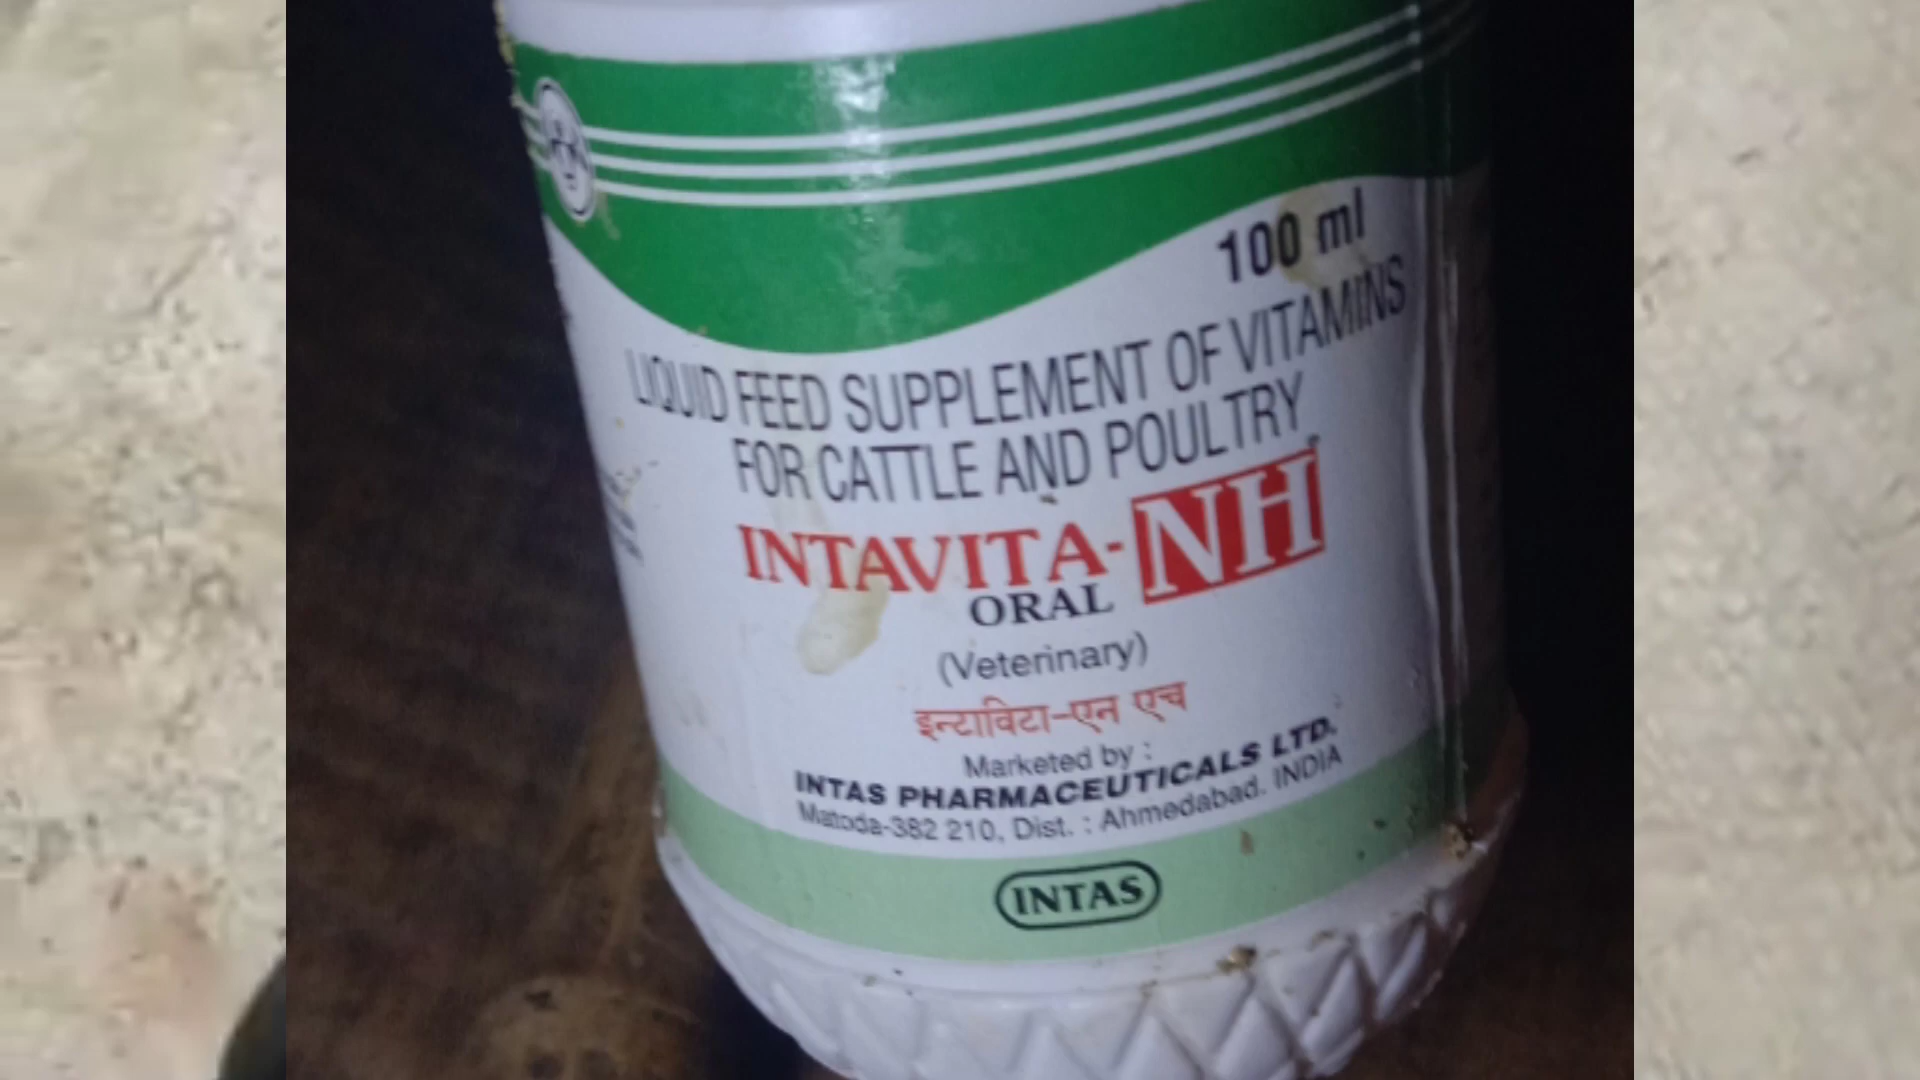 100 ml
LIQUID FEED SUPPLEMENT OF VITAMINS
FOR CATTLE AND POULTRY
INTAVITA-NH
ORAL
(Veterinary)
इन्टाविटा-एन एच
Marketed by :
INTAS PHARMACEUTICALS LTD.
Matoda-382 210, Dist. : Ahmedabad. INDIA
INTAS